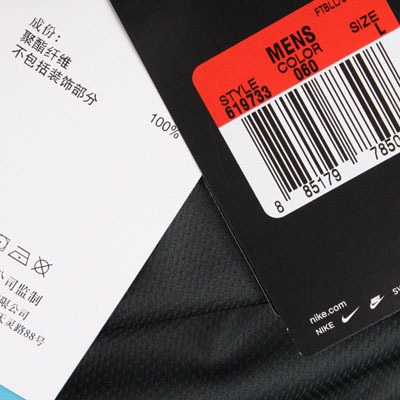 成份：
聚酯纤维
不包括装饰部分
100%
公司监制
有限公司
天灵路88号
MENS
COLOR
060
SIZE
L
STYLE
619733
8 85179 7850
nike.com
NIKE